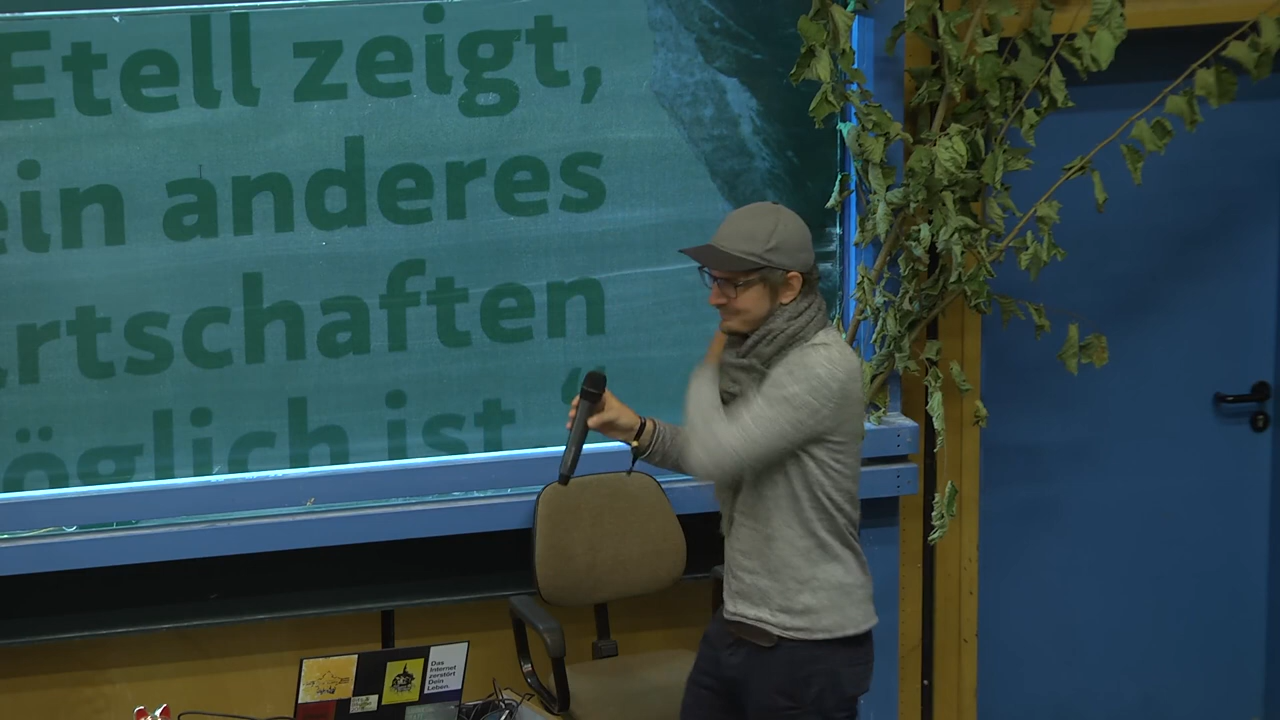 Etell zeigt,
ein anderes
rtschaften
öglich ist.“
Das
Internet
zerstört
Dein
Leben.